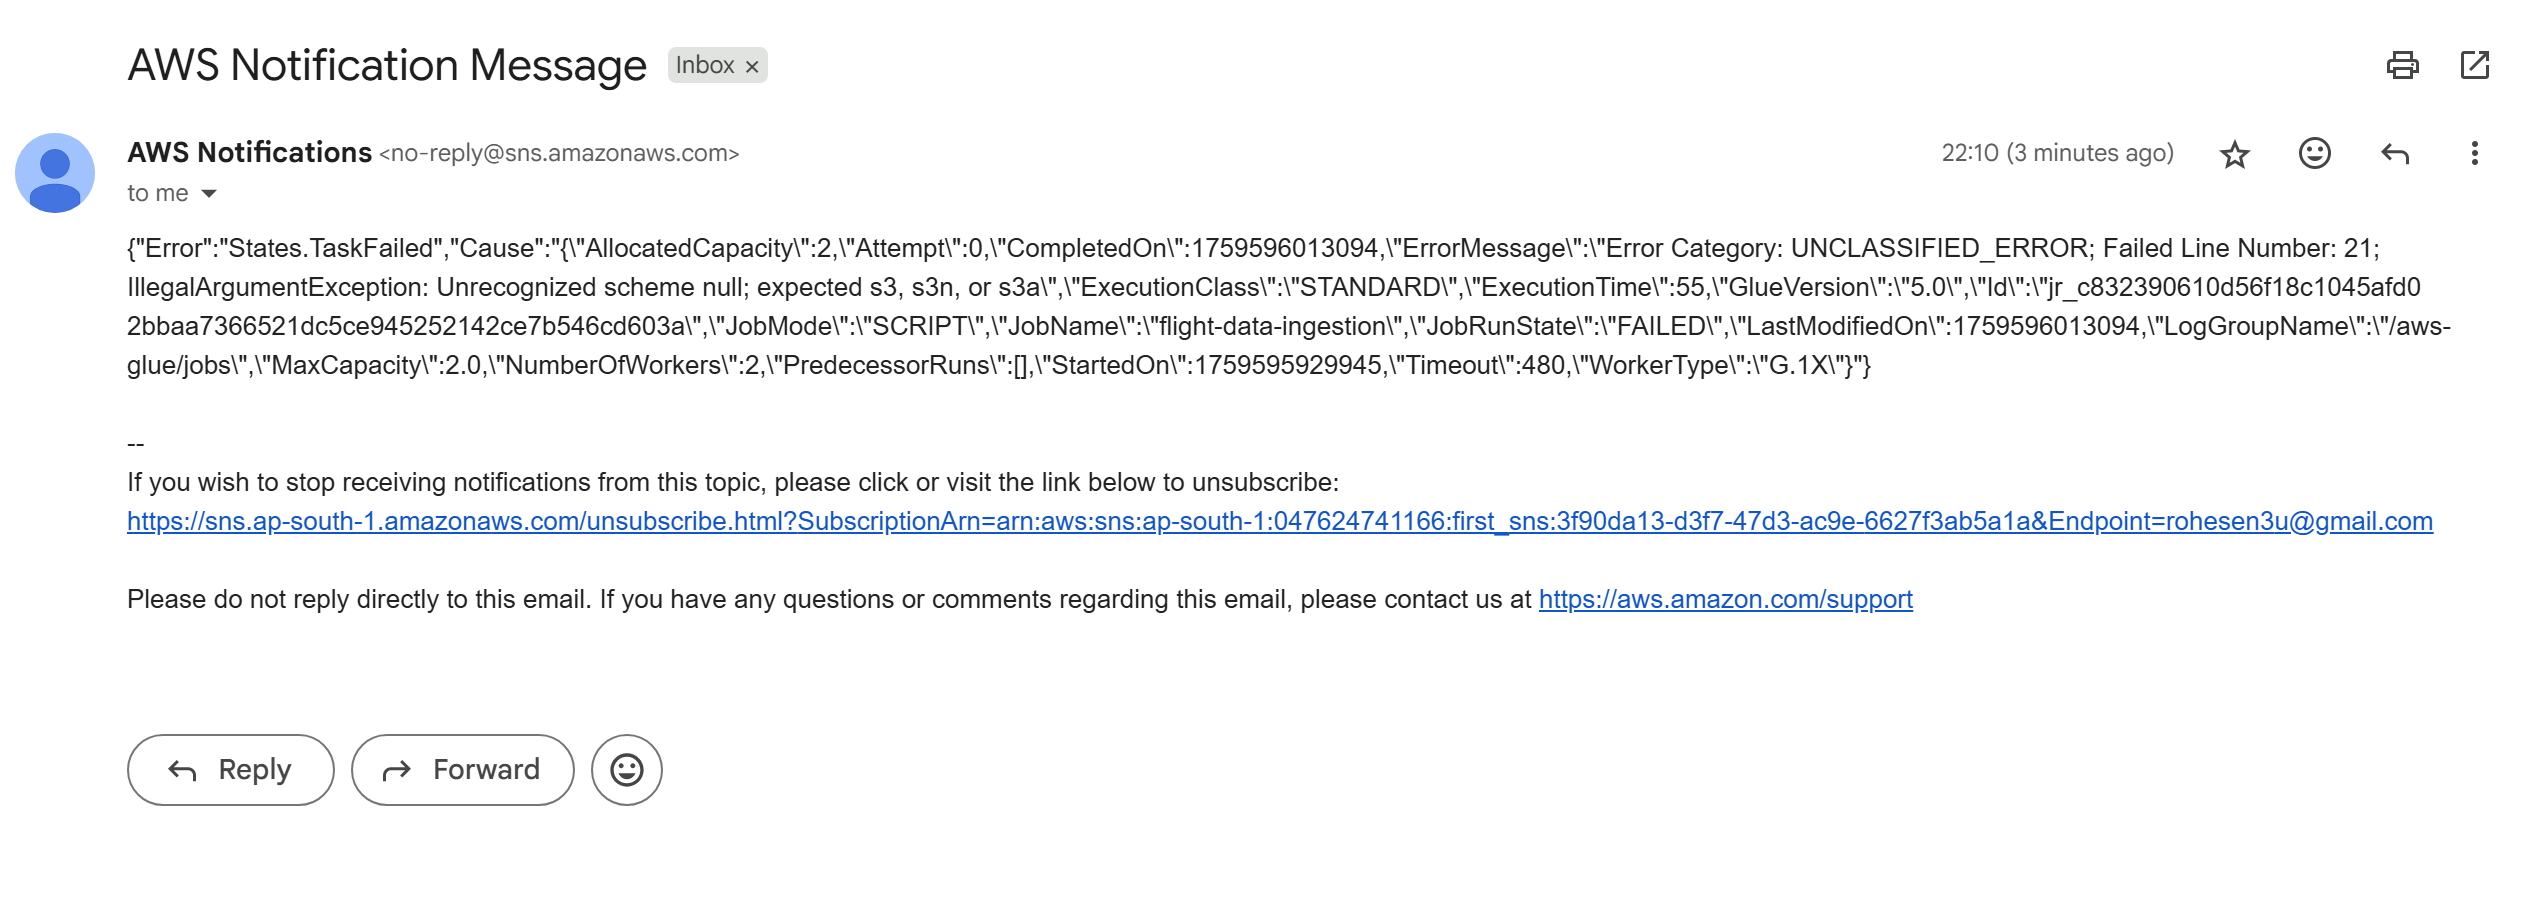 AWS Notification Message Inbox ×
AWS Notifications <no-reply@sns.amazonaws.com> 22:10 (3 minutes ago)
to me
{"Error":"States.TaskFailed","Cause":"{\"AllocatedCapacity\":2,\"Attempt\":0,\"CompletedOn\":1759596013094,\"ErrorMessage\":\"Error Category: UNCLASSIFIED_ERROR; Failed Line Number: 21;
IllegalArgumentException: Unrecognized scheme null; expected s3, s3n, or s3a\",\"ExecutionClass\":\"STANDARD\",\"ExecutionTime\":55,\"GlueVersion\":\"5.0\",\"Id\":\"jr_c832390610d56f18c1045afd0
2bbaa7366521dc5ce945252142ce7b546cd603a\",\"JobMode\":\"SCRIPT\",\"JobName\":\"flight-data-ingestion\",\"JobRunState\":\"FAILED\",\"LastModifiedOn\":1759596013094,\"LogGroupName\":\"/aws-
glue/jobs\",\"MaxCapacity\":2.0,\"NumberOfWorkers\":2,\"PredecessorRuns\":[],\"StartedOn\":1759595929945,\"Timeout\":480,\"WorkerType\":\"G.1X\"}"}
--
If you wish to stop receiving notifications from this topic, please click or visit the link below to unsubscribe:
https://sns.ap-south-1.amazonaws.com/unsubscribe.html?SubscriptionArn=arn:aws:sns:ap-south-1:047624741166:first_sns:3f90da13-d3f7-47d3-ac9e-6627f3ab5a1a&Endpoint=rohesen3u@gmail.com
Please do not reply directly to this email. If you have any questions or comments regarding this email, please contact us at https://aws.amazon.com/support
Reply Forward